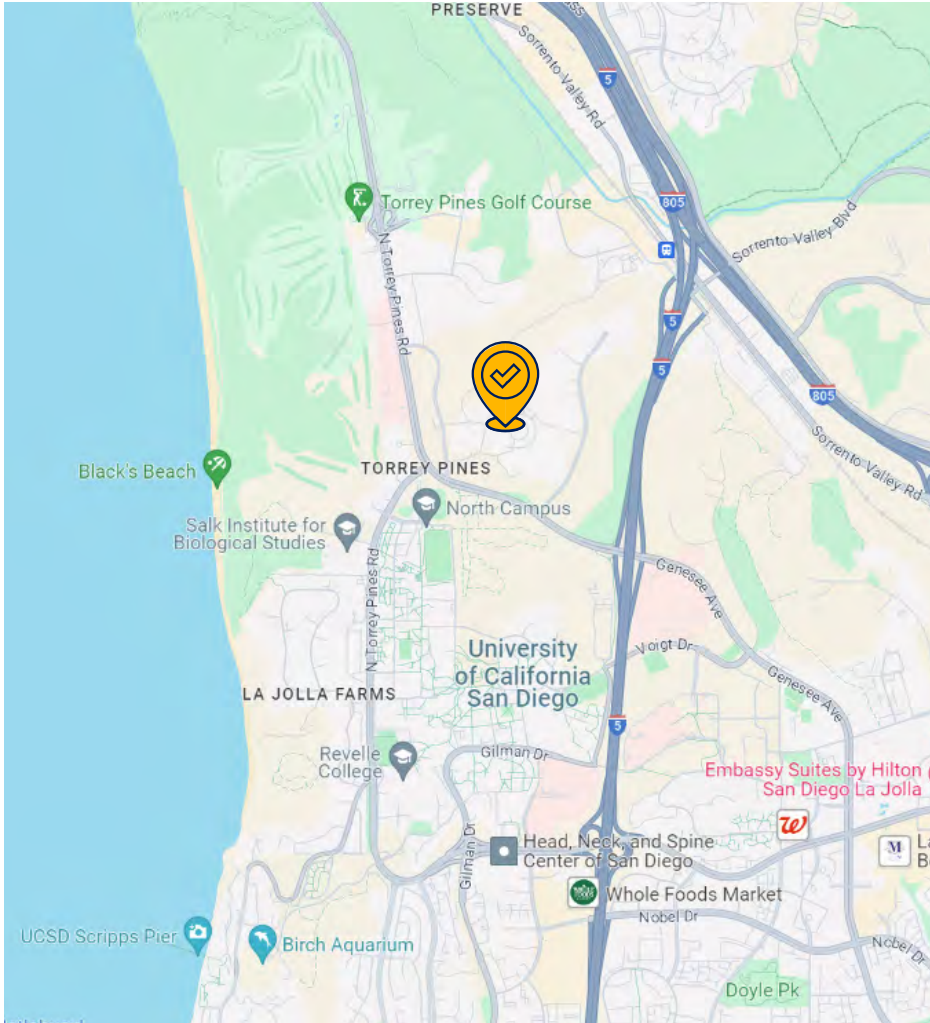 PRESERVE
Sorrento Valley Rd
5
Torrey Pines Golf Course
805
Sorrento Valley Blvd
N Torrey Pines Rd
5
5
805
Sorrento Valley Rd
TORREY PINES
Black's Beach
North Campus
Salk Institute for
Biological Studies
Genesee Ave
N Torrey Pines Rd
University
of California
San Diego
Voigt Dr
Genesee Ave
LA JOLLA FARMS
5
Revelle
College
Gilman Dr
Embassy Suites by Hilton
San Diego La Jolla
Gilman Dr
Head, Neck, and Spine
Center of San Diego
M
Whole Foods Market
Nobel Dr
UCSD Scripps Pier
Birch Aquarium
Nobel Dr
Doyle Pk